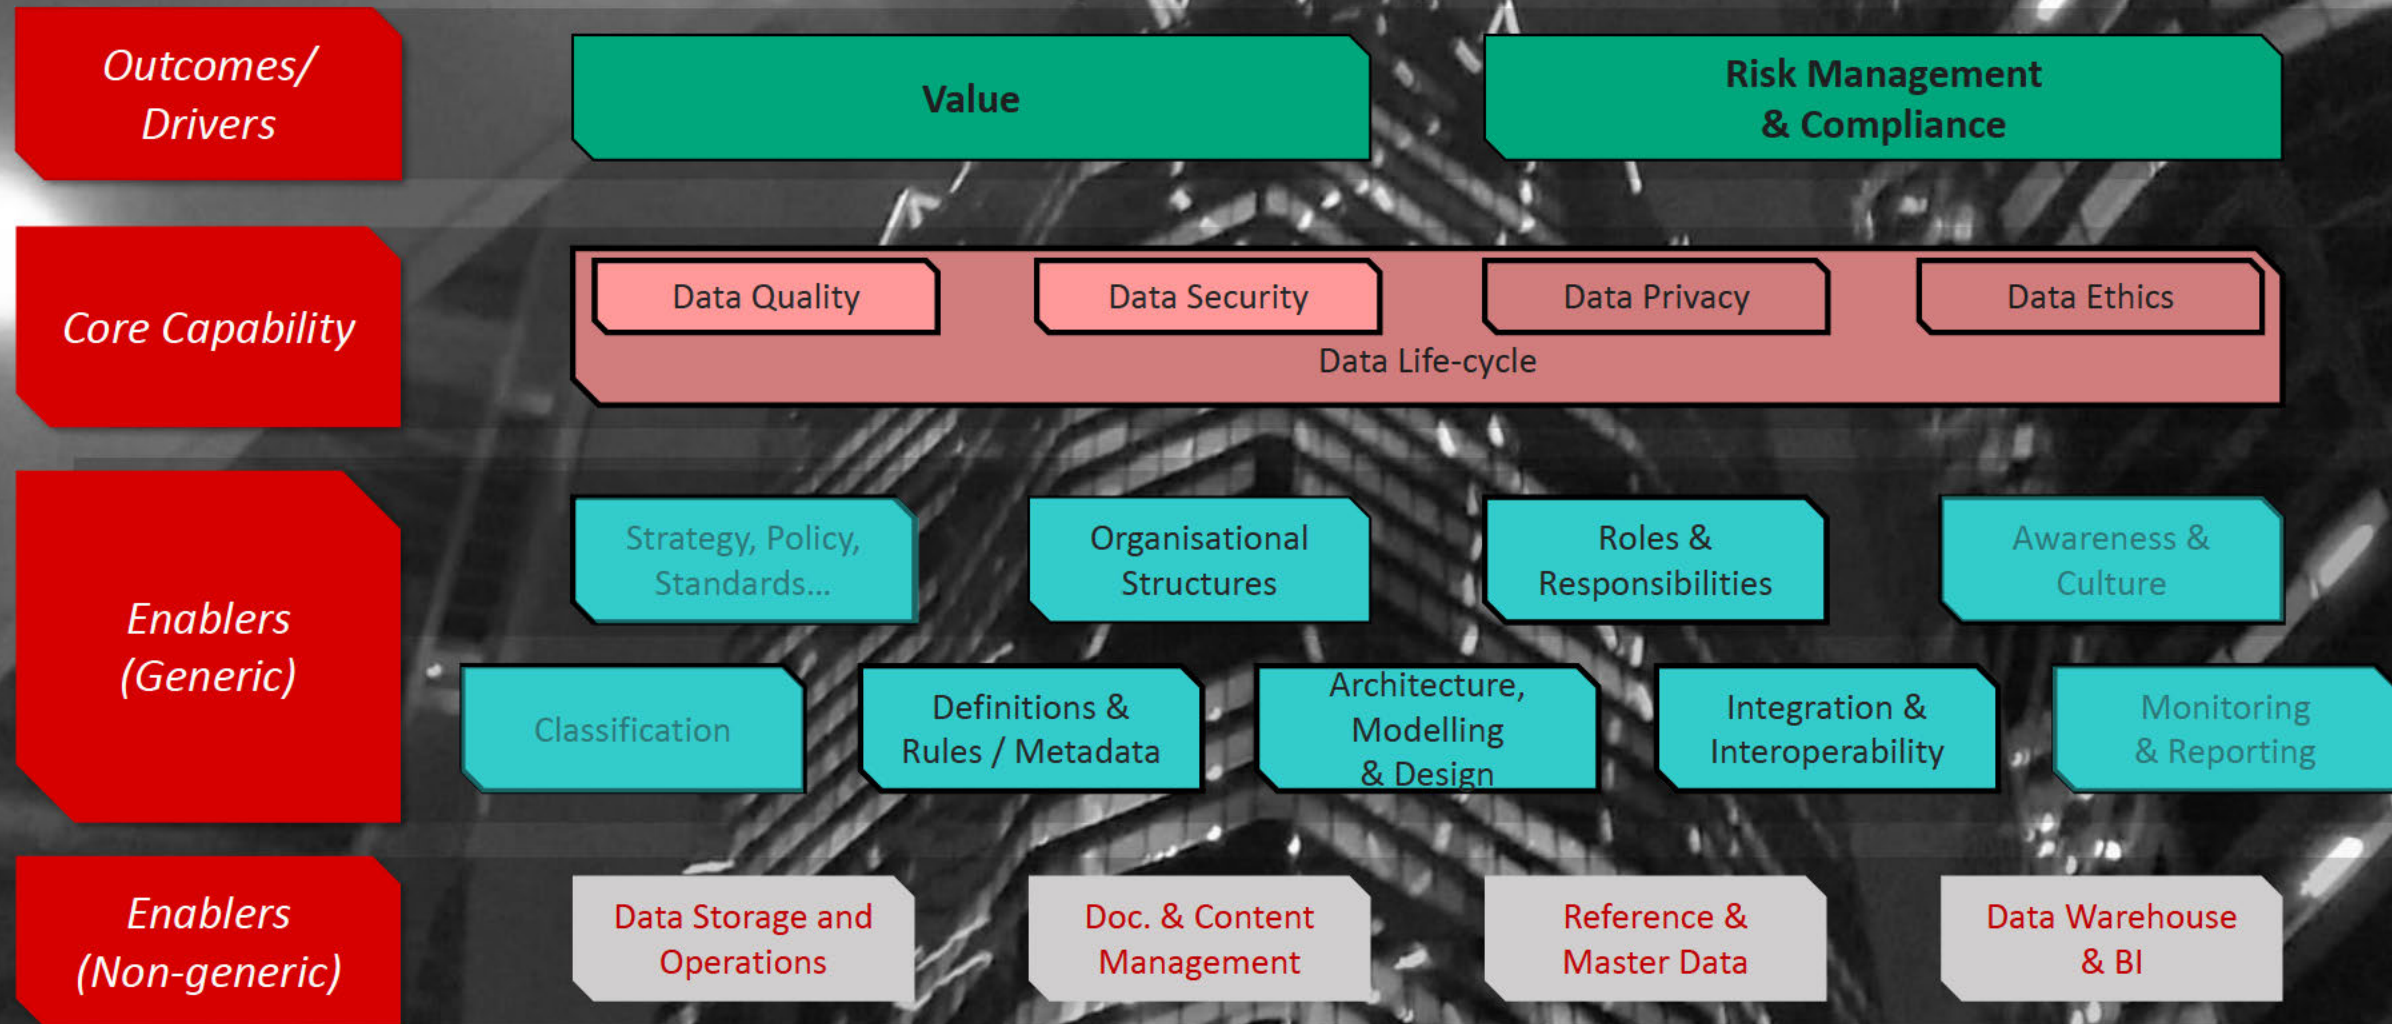 Outcomes/
Drivers
Value
Risk Management
& Compliance
Core Capability
Data Quality
Data Security
Data Privacy
Data Ethics
Data Life-cycle
Enablers
(Generic)
Strategy, Policy,
Standards...
Organisational
Structures
Roles &
Responsibilities
Awareness &
Culture
Classification
Definitions &
Rules / Metadata
Architecture,
Modelling
& Design
Integration &
Interoperability
Monitoring
& Reporting
Enablers
(Non-generic)
Data Storage and
Operations
Doc. & Content
Management
Reference &
Master Data
Data Warehouse
& BI